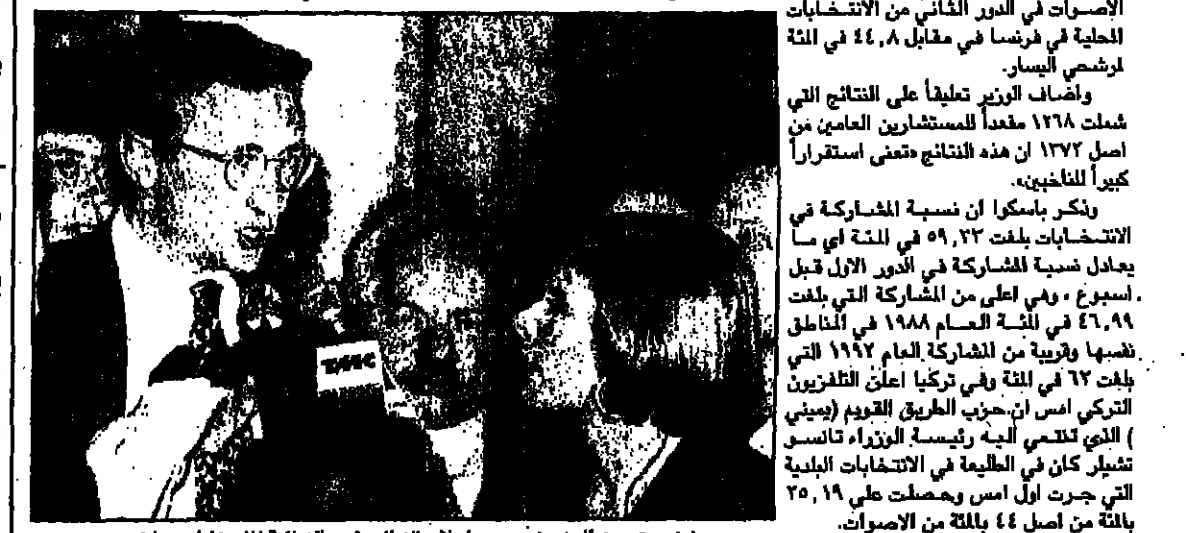 الاصوات في الدور الثاني من الانتخابات
المحلية في فرنسا في مقابل ٤٤,٨ في المئة
لمرشحي اليسار.
واضاف الوزير تعليقاً على النتائج التي
شملت ١٢٦٨ مقعداً للمستشارين العامين من
اصل ١٣٧٢ ان هذه النتائج «تعني استقراراً
كبيراً للناخبين».
وذكر باسكوا ان نسبة المشاركة في
الانتخابات بلغت ٥٩,٣٣ في المئة اي ما
يعادل نسبة المشاركة في الدور الاول قبل
اسبوع ، وهي اعلى من المشاركة التي بلغت
٤٦,٩٩ في المئة العام ١٩٨٨ في المناطق
نفسها وقريبة من المشاركة العام ١٩٩٢ التي
بلغت ٦٢ في المئة وفي تركيا اعلن التلفزيون
التركي امس ان حزب الطريق القويم (يميني
) الذي تنتمي اليه رئيسة الوزراء تانسو
تشيلر كان في الطليعة في الانتخابات البلدية
التي جرت اول امس وحصلت على ٢٥,١٩
بالمئة من اصل ٤٤ بالمئة من الاصوات.
TMC